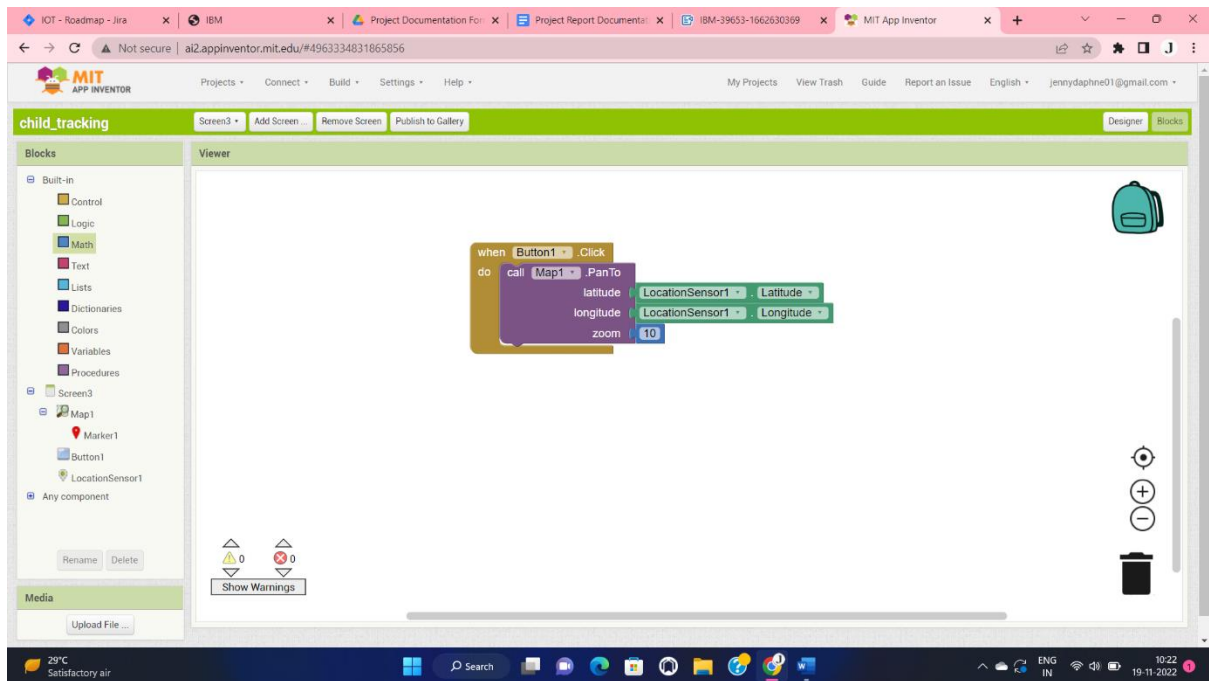 IOT - Roadmap - Jira
IBM
Project Documentation For
Project Report Documentat
IBM-39653-1662630369
MIT App Inventor
Not secure
ai2.appinventor.mit.edu/#4963334831865856
J
MIT
APP INVENTOR
Projects
Connect
Build
Settings
Help
My Projects
View Trash
Guide
Report an Issue
English
jennydaphne01@gmail.com
child_tracking
Screen3
Add Screen ...
Remove Screen
Publish to Gallery
Designer
Blocks
Blocks
Viewer
Built-in
Control
Logic
Math
Text
Lists
Dictionaries
Colors
Variables
Procedures
Screen3
Map1
Marker1
Button1
LocationSensor1
Any component
Rename
Delete
Media
Upload File ...
when Button1 .Click
do call Map1 .PanTo
latitude LocationSensor1 . Latitude
longitude LocationSensor1 . Longitude
zoom 10
0 0
Show Warnings
29°C
Satisfactory air
Search
ENG
IN
10:22
19-11-2022
1